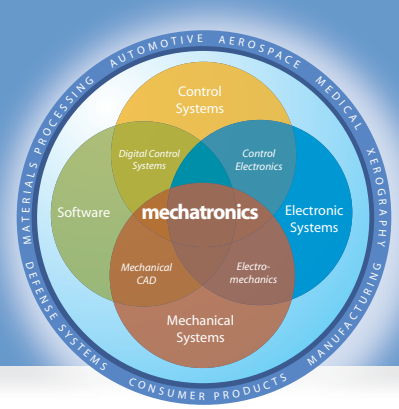 MATERIALS PROCESSING
AUTOMOTIVE
AEROSPACE
MEDICAL
XEROGRAPHY
MANUFACTURING
CONSUMER PRODUCTS
DEFENSE SYSTEMS
Control
Systems
Digital Control
Systems
Control
Electronics
Software
mechatronics
Electronic
Systems
Mechanical
CAD
Electro-
mechanics
Mechanical
Systems